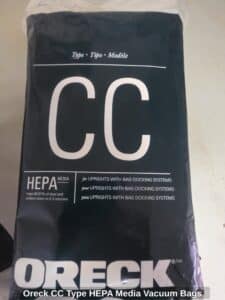 Type • Tipo • Modèle
CC
HEPA MEDIA
for UPRIGHTS WITH BAG DOCKING SYSTEMS
para UPRIGHTS WITH BAG DOCKING SYSTEMS
pour UPRIGHTS WITH BAG DOCKING SYSTEMS
ORECK
Oreck CC Type HEPA Media Vacuum Bags